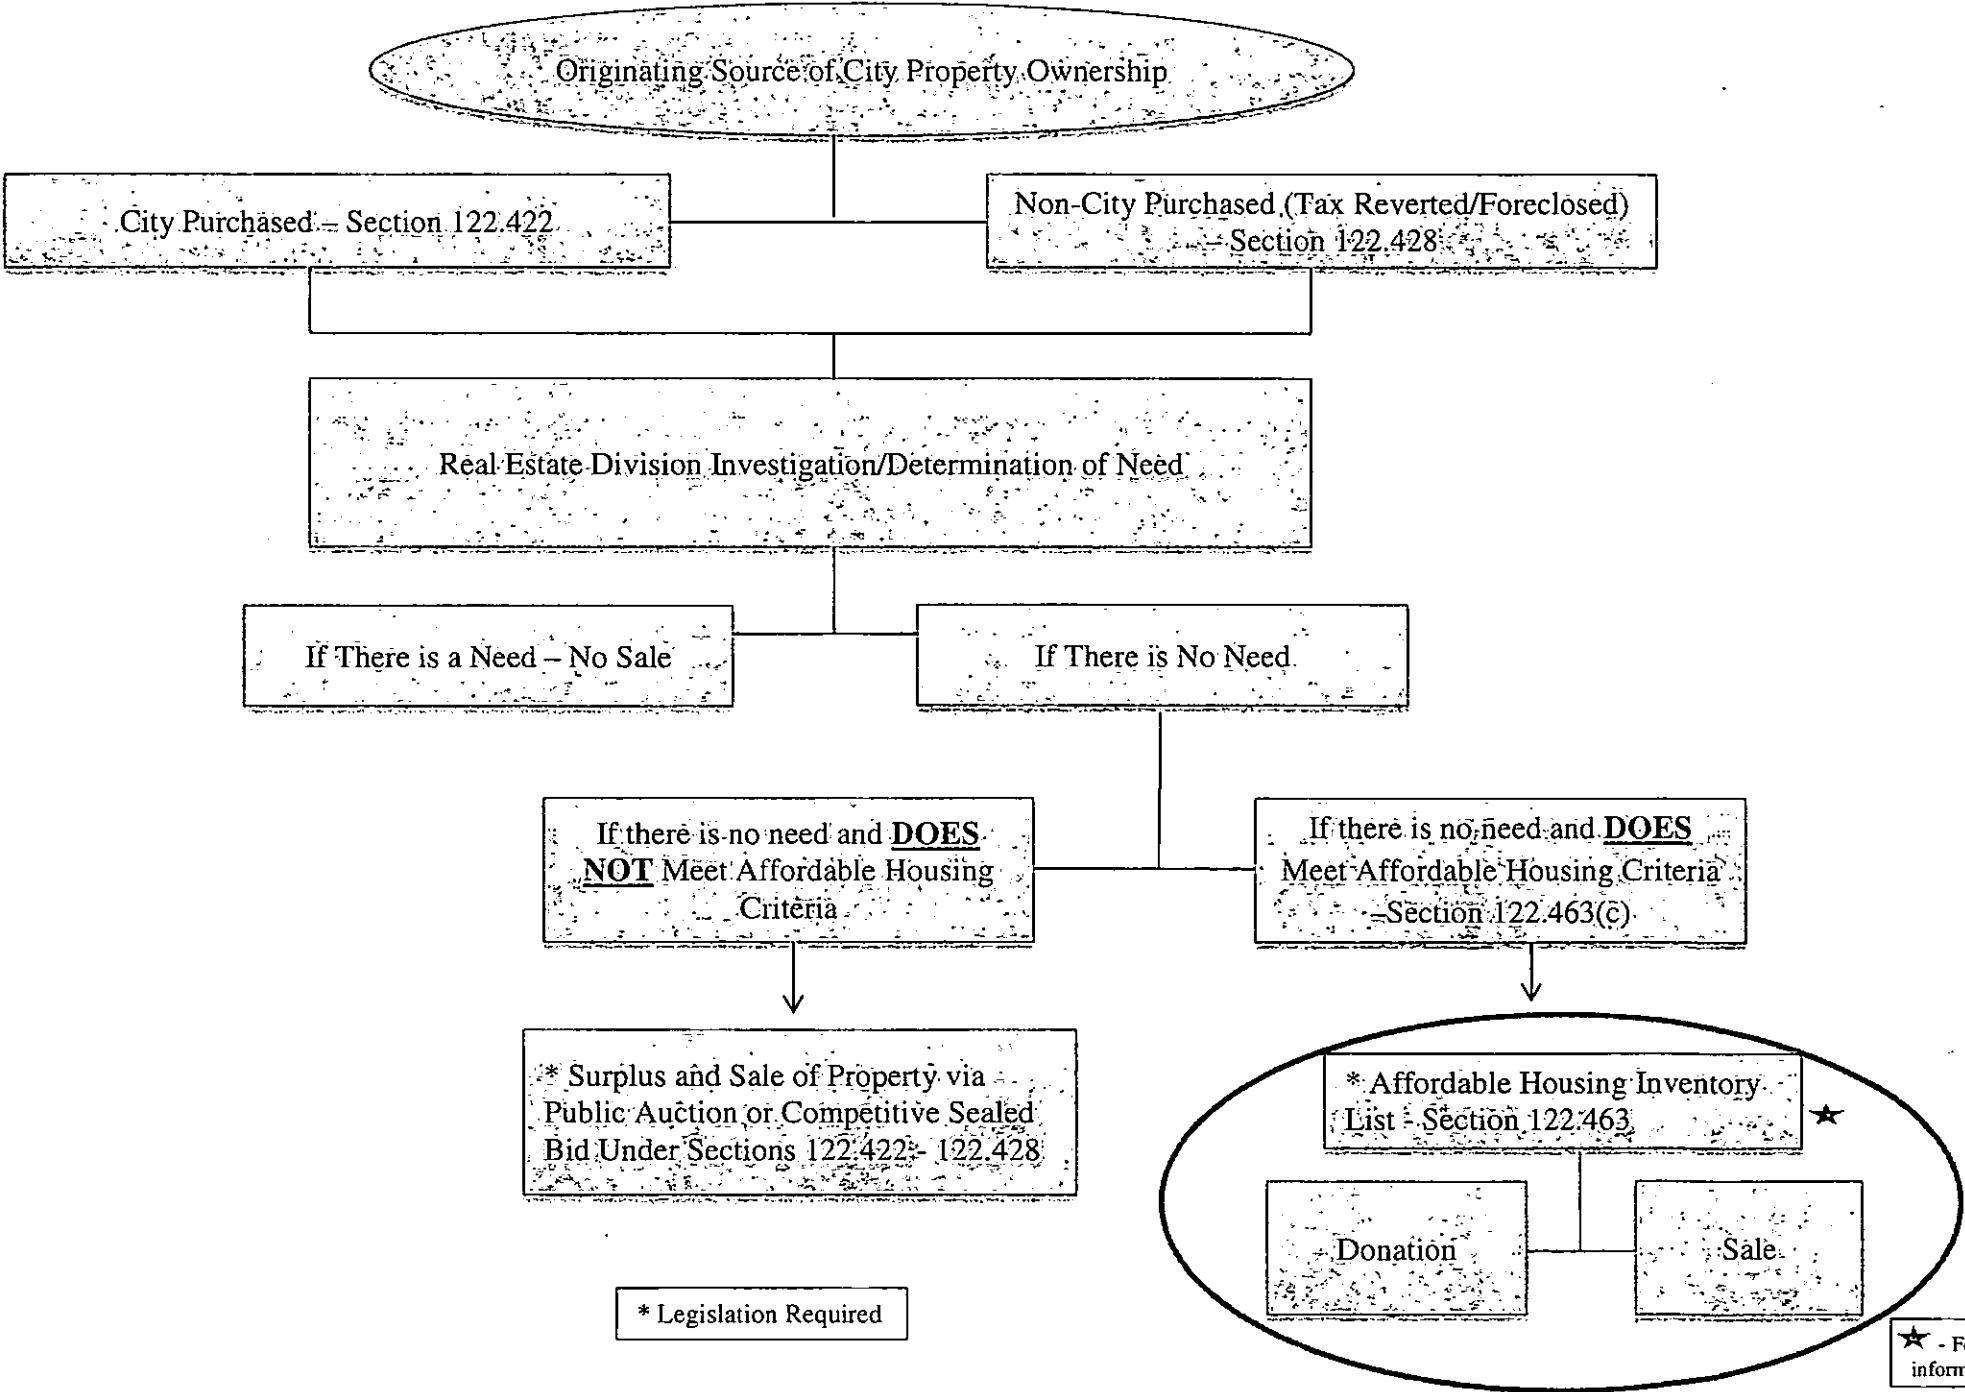 Originating Source of City Property Ownership
City Purchased – Section 122.422
Non-City Purchased (Tax Reverted/Foreclosed)
– Section 122.428
Real Estate Division Investigation/Determination of Need
If There is a Need – No Sale
If There is No Need
If there is no need and DOES
NOT Meet Affordable Housing
Criteria
If there is no need and DOES
Meet Affordable Housing Criteria
–Section 122.463(c)
* Surplus and Sale of Property via
Public Auction or Competitive Sealed
Bid Under Sections 122.422 - 122.428
* Affordable Housing Inventory
List - Section 122.463
Donation
Sale
* Legislation Required
★ -